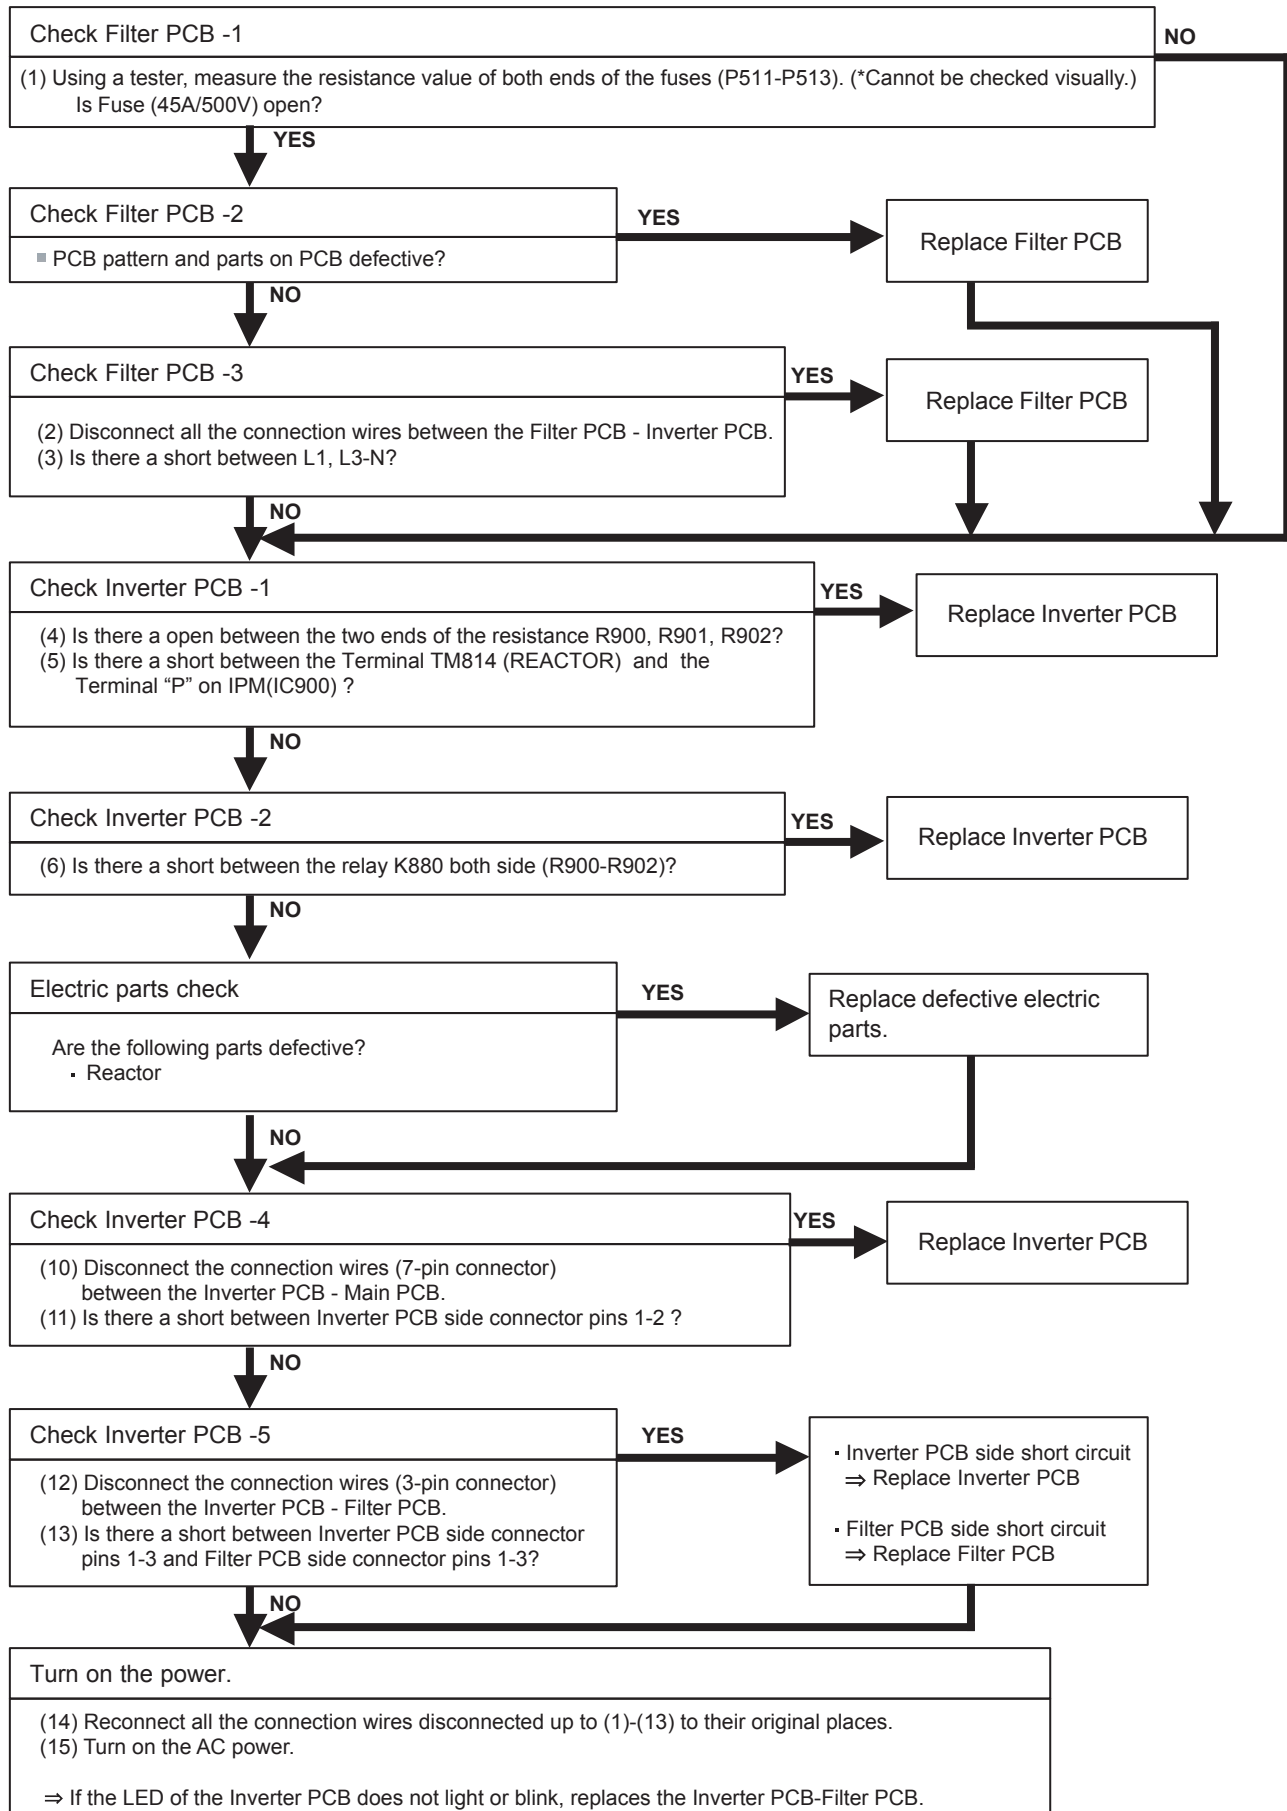 Check Filter PCB -1
NO
(1) Using a tester, measure the resistance value of both ends of the fuses (P511-P513). (*Cannot be checked visually.)
Is Fuse (45A/500V) open?
YES
Check Filter PCB -2
YES
■ PCB pattern and parts on PCB defective?
Replace Filter PCB
NO
Check Filter PCB -3
YES
(2) Disconnect all the connection wires between the Filter PCB - Inverter PCB.
(3) Is there a short between L1, L3-N?
Replace Filter PCB
NO
Check Inverter PCB -1
YES
(4) Is there a open between the two ends of the resistance R900, R901, R902?
(5) Is there a short between the Terminal TM814 (REACTOR) and the
Terminal “P” on IPM(IC900) ?
Replace Inverter PCB
NO
Check Inverter PCB -2
YES
(6) Is there a short between the relay K880 both side (R900-R902)?
Replace Inverter PCB
NO
Electric parts check
YES
Are the following parts defective?
▪ Reactor
Replace defective electric
parts.
NO
Check Inverter PCB -4
YES
(10) Disconnect the connection wires (7-pin connector)
between the Inverter PCB - Main PCB.
(11) Is there a short between Inverter PCB side connector pins 1-2 ?
Replace Inverter PCB
NO
Check Inverter PCB -5
YES
(12) Disconnect the connection wires (3-pin connector)
between the Inverter PCB - Filter PCB.
(13) Is there a short between Inverter PCB side connector
pins 1-3 and Filter PCB side connector pins 1-3?
▪ Inverter PCB side short circuit
⇒ Replace Inverter PCB
▪ Filter PCB side short circuit
⇒ Replace Filter PCB
NO
Turn on the power.
(14) Reconnect all the connection wires disconnected up to (1)-(13) to their original places.
(15) Turn on the AC power.
⇒ If the LED of the Inverter PCB does not light or blink, replaces the Inverter PCB-Filter PCB.